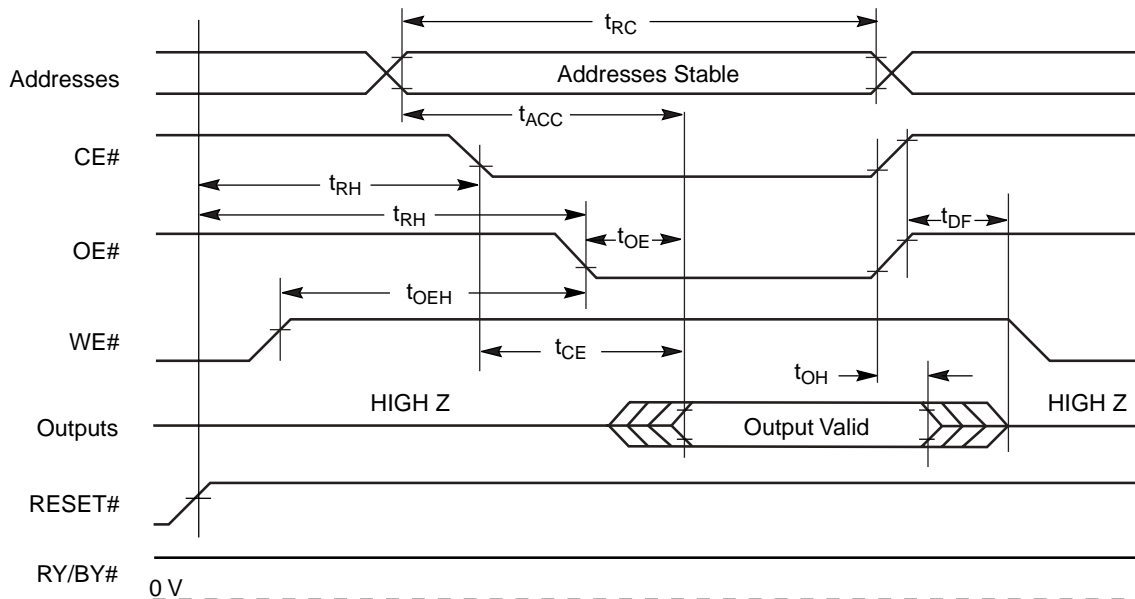 tRC
Addresses
Addresses Stable
tACC
CE#
tRH
tRH
tOE
tDF
OE#
tOEH
WE#
tCE
tOH
HIGH Z
HIGH Z
Outputs
Output Valid
RESET#
RY/BY#
0 V